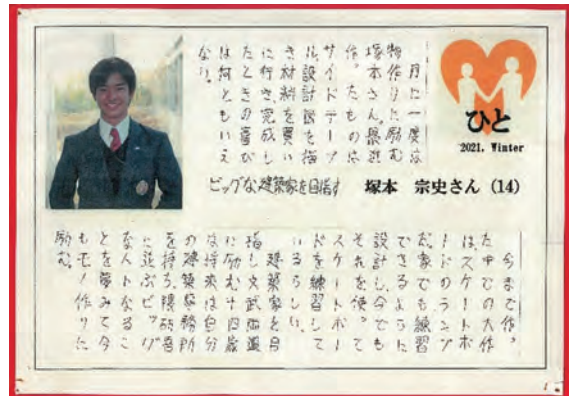 ひと
2021. Winter
ビッグな建築家を目指す 塚本 宗史さん (14)
月に一度は
物作りに励む
塚本さん。最近
作ったものは
サイドテーブ
ル。設計図を描
き材料を買い
に行き、完成し
たときの喜び
は何ともいえ
ない。
今まで作っ
た中での大作
は、スケートボ
ードのランプ
だ。家でも練習
できるように
設計し、今でも
それを使って
スケートボー
ドを練習して
いるらしい。
建築家を目
指し文武両道
に励む十四歳
は将来は自分
の建築事務所
を持ち、隈研吾
に並ぶビッグ
な人となるこ
とを夢みて今
もモノ作りに
励む。